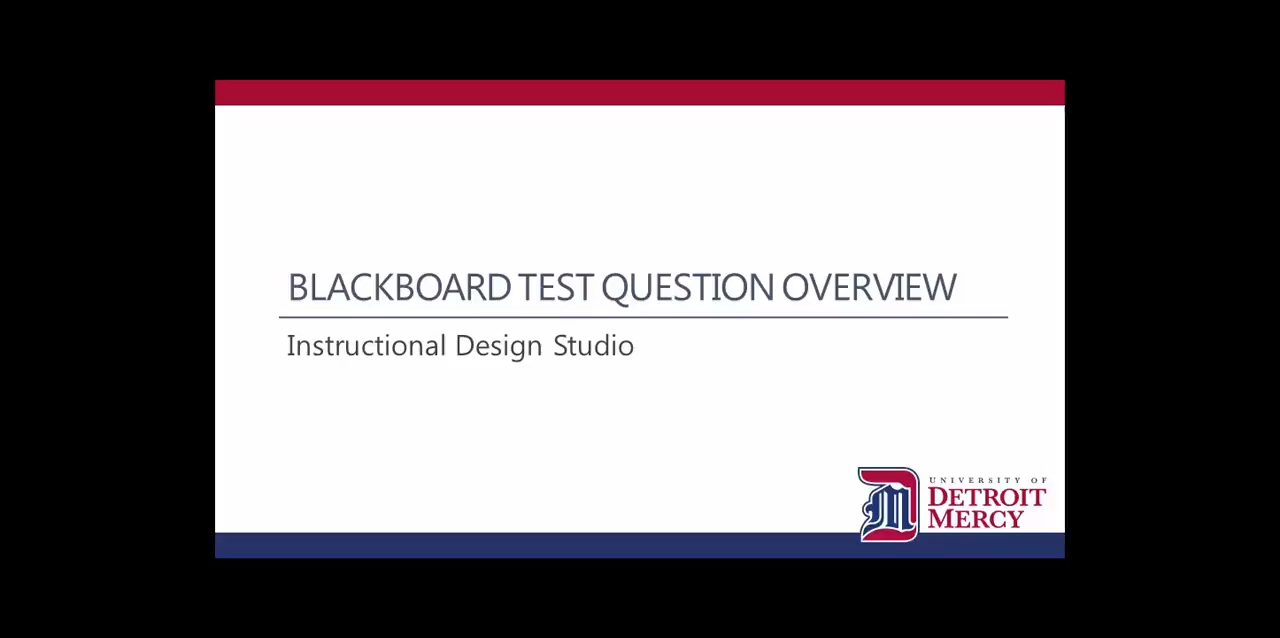 BLACKBOARD TEST QUESTION OVERVIEW
Instructional Design Studio
UNIVERSITY OF
DETROIT
MERCY